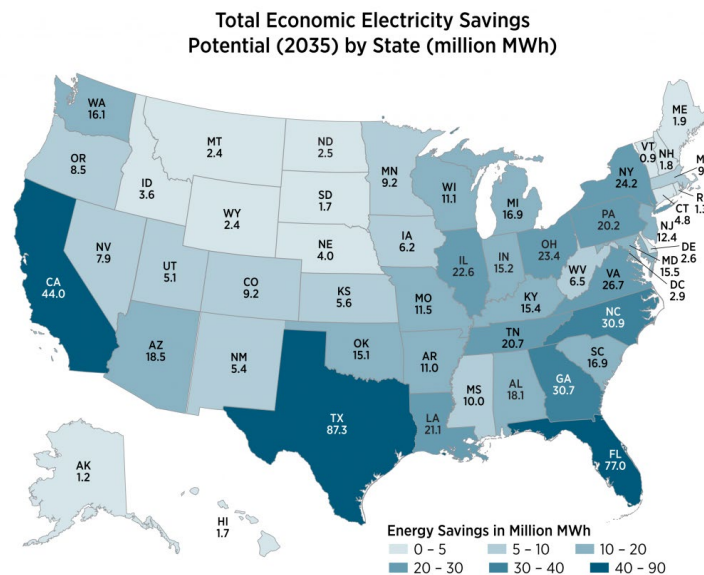 Total Economic Electricity Savings
Potential (2035) by State (million MWh)
WA
16.1
OR
8.5
CA
44.0
NV
7.9
ID
3.6
MT
2.4
WY
2.4
UT
5.1
CO
9.2
AZ
18.5
NM
5.4
ND
2.5
SD
1.7
NE
4.0
KS
5.6
OK
15.1
TX
87.3
MN
9.2
IA
6.2
MO
11.5
AR
11.0
LA
21.1
WI
11.1
IL
22.6
MI
16.9
IN
15.2
OH
23.4
KY
15.4
TN
20.7
MS
10.0
AL
18.1
GA
30.7
FL
77.0
SC
16.9
NC
30.9
VA
26.7
WV
6.5
PA
20.2
NY
24.2
VT
0.9
NH
1.8
ME
1.9
M
9
R
1.3
CT
4.8
NJ
12.4
DE
2.6
MD
15.5
DC
2.9
AK
1.2
HI
1.7
Energy Savings in Million MWh
0 – 5
5 – 10
10 – 20
20 – 30
30 – 40
40 – 90